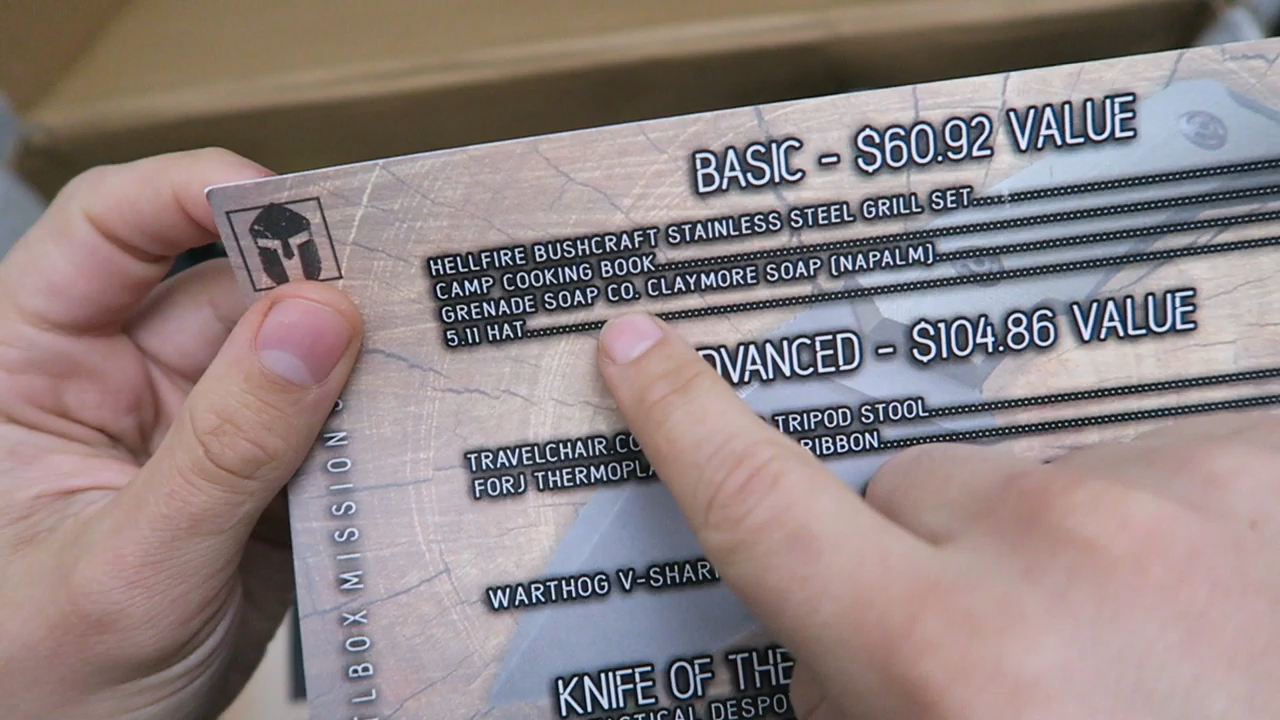 BASIC - $60.92 VALUE
HELLFIRE BUSHCRAFT STAINLESS STEEL GRILL SET
CAMP COOKING BOOK
GRENADE SOAP CO. CLAYMORE SOAP (NAPALM)
5.11 HAT
DVANCED - $104.86 VALUE
TRAVELCHAIR.CO TRIPOD STOOL
FORJ THERMOPLA RIBBON
WARTHOG V-SHAR
KNIFE OF THE
TICAL DESPO
TLBOX MISSION